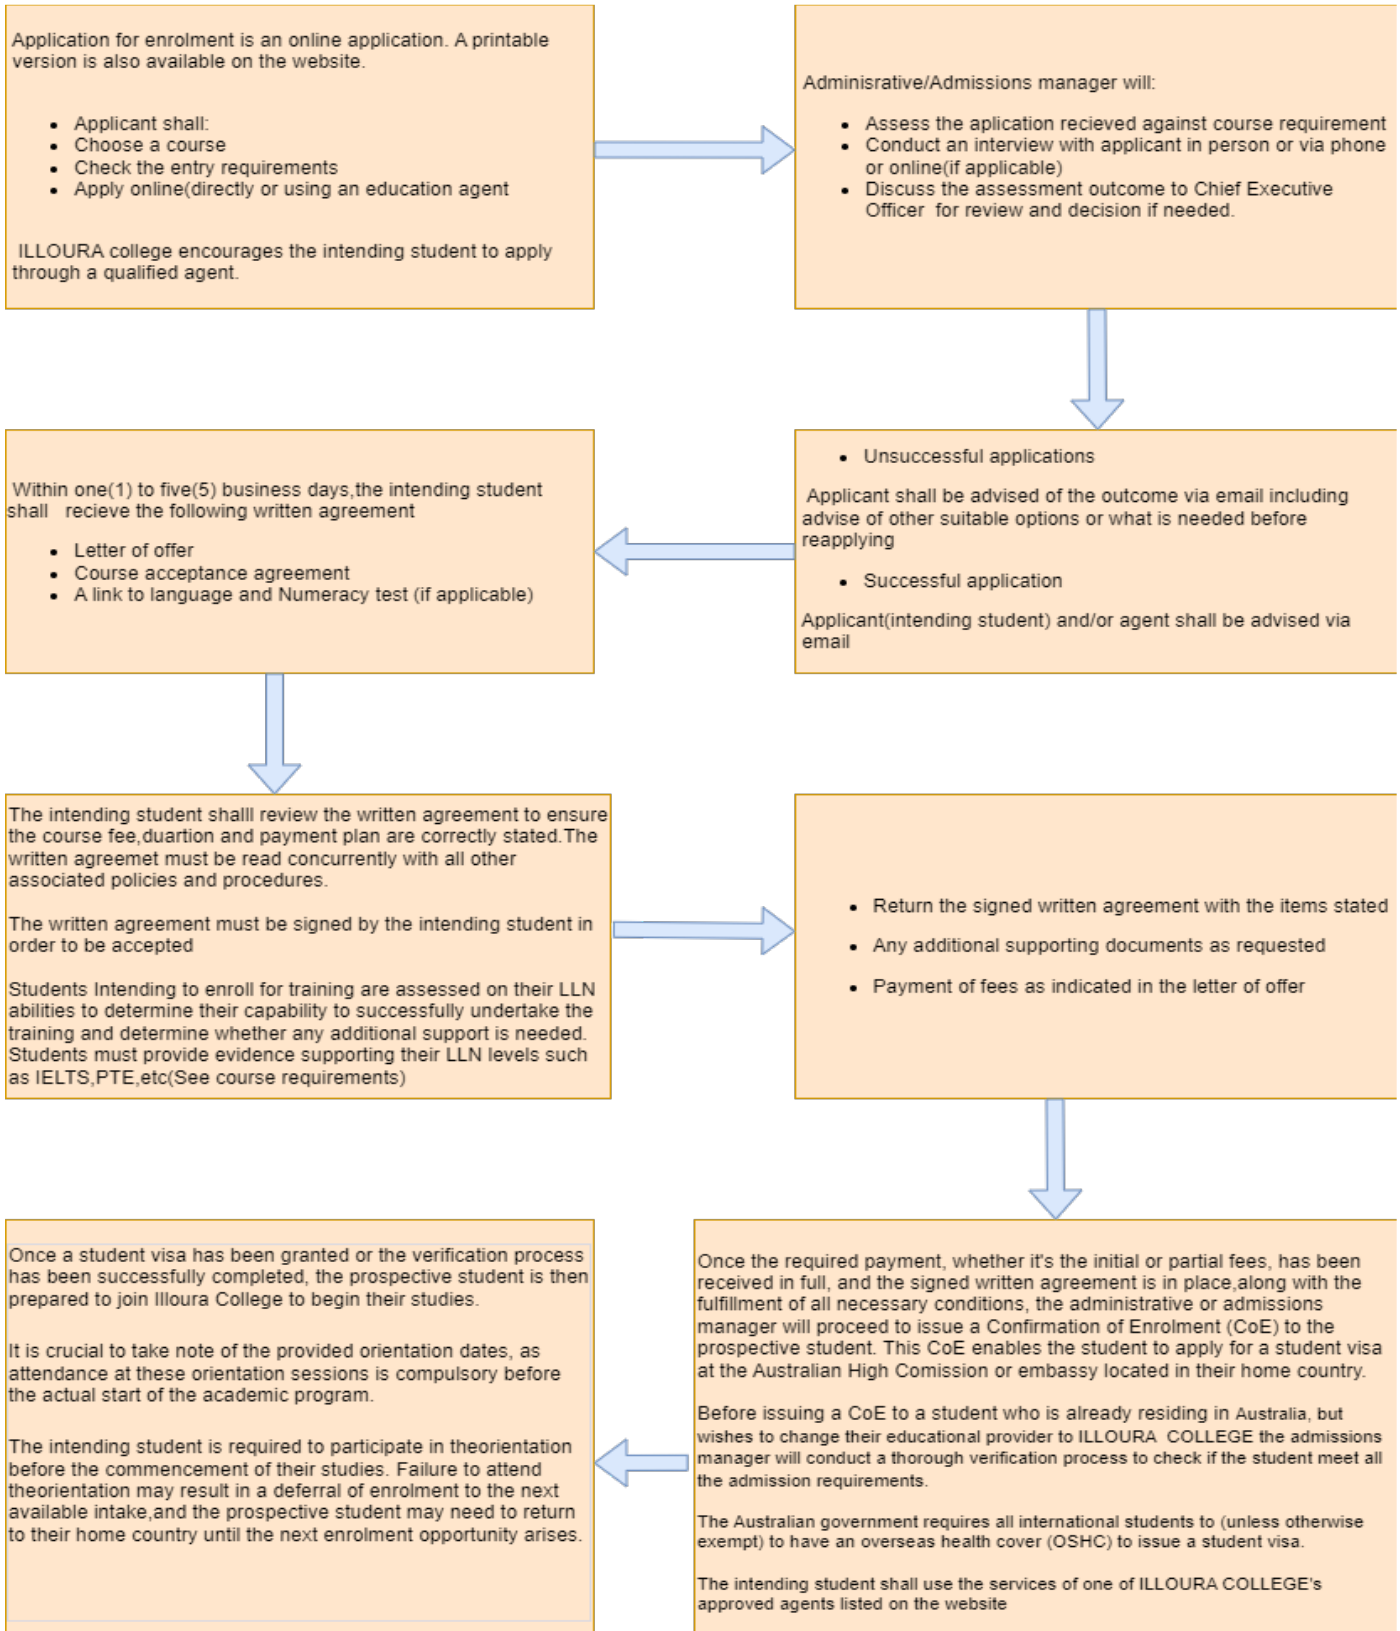 Application for enrolment is an online application. A printable
version is also available on the website.
• Applicant shall:
• Choose a course
• Check the entry requirements
• Apply online(directly or using an education agent
ILLOURA college encourages the intending student to apply
through a qualified agent.
Adminisrative/Admissions manager will:
• Assess the aplication recieved against course requirement
• Conduct an interview with applicant in person or via phone
or online(if applicable)
• Discuss the assessment outcome to Chief Executive
Officer for review and decision if needed.
• Unsuccessful applications
Applicant shall be advised of the outcome via email including
advise of other suitable options or what is needed before
reapplying
• Successful application
Applicant(intending student) and/or agent shall be advised via
email
Within one(1) to five(5) business days,the intending student
shall recieve the following written agreement
• Letter of offer
• Course acceptance agreement
• A link to language and Numeracy test (if applicable)
The intending student shalll review the written agreement to ensure
the course fee,duartion and payment plan are correctly stated.The
written agreemet must be read concurrently with all other
associated policies and procedures.
The written agreement must be signed by the intending student in
order to be accepted
Students Intending to enroll for training are assessed on their LLN
abilities to determine their capability to successfully undertake the
training and determine whether any additional support is needed.
Students must provide evidence supporting their LLN levels such
as IELTS,PTE,etc(See course requirements)
• Return the signed written agreement with the items stated
• Any additional supporting documents as requested
• Payment of fees as indicated in the letter of offer
Once the required payment, whether it's the initial or partial fees, has been
received in full, and the signed written agreement is in place,along with the
fulfillment of all necessary conditions, the administrative or admissions
manager will proceed to issue a Confirmation of Enrolment (CoE) to the
prospective student. This CoE enables the student to apply for a student visa
at the Australian High Comission or embassy located in their home country.
Before issuing a CoE to a student who is already residing in Australia, but
wishes to change their educational provider to ILLOURA COLLEGE the admissions
manager will conduct a thorough verification process to check if the student meet all
the admission requirements.
The Australian government requires all international students to (unless otherwise
exempt) to have an overseas health cover (OSHC) to issue a student visa.
The intending student shall use the services of one of ILLOURA COLLEGE's
approved agents listed on the website
Once a student visa has been granted or the verification process
has been successfully completed, the prospective student is then
prepared to join Illoura College to begin their studies.
It is crucial to take note of the provided orientation dates, as
attendance at these orientation sessions is compulsory before
the actual start of the academic program.
The intending student is required to participate in theorientation
before the commencement of their studies. Failure to attend
theorientation may result in a deferral of enrolment to the next
available intake,and the prospective student may need to return
to their home country until the next enrolment opportunity arises.